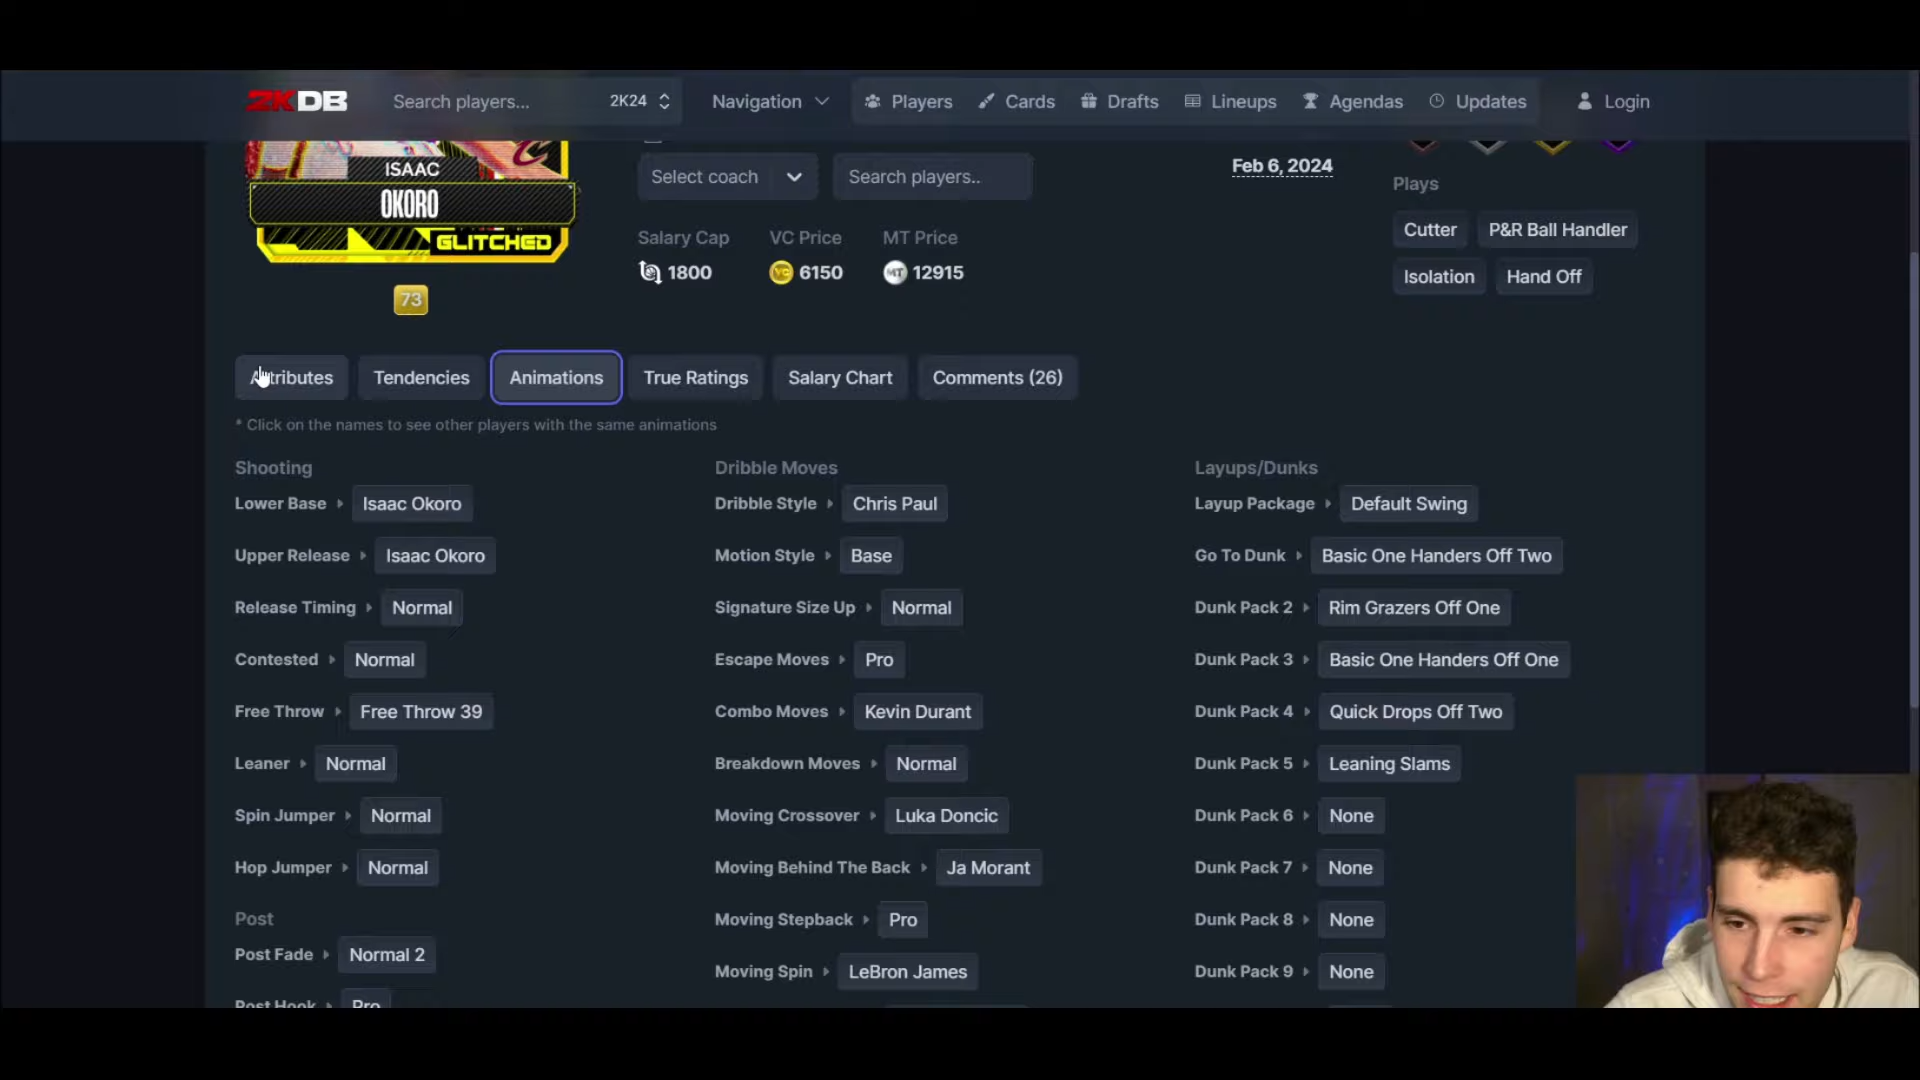 2KDB
Search players...
2K24
Navigation
Players
Cards
Drafts
Lineups
Agendas
Updates
Login
ISAAC
OKORO
GLITCHED
73
Select coach
Search players..
Salary Cap
VC Price
MT Price
VC
MT
1800
6150
12915
Feb 6, 2024
Plays
Cutter
P&R Ball Handler
Isolation
Hand Off
Attributes
Tendencies
Animations
True Ratings
Salary Chart
Comments (26)
* Click on the names to see other players with the same animations
Shooting
Lower Base Isaac Okoro
Upper Release Isaac Okoro
Release Timing Normal
Contested Normal
Free Throw Free Throw 39
Leaner Normal
Spin Jumper Normal
Hop Jumper Normal
Post
Post Fade Normal 2
Post Hook Pro
Dribble Moves
Dribble Style Chris Paul
Motion Style Base
Signature Size Up Normal
Escape Moves Pro
Combo Moves Kevin Durant
Breakdown Moves Normal
Moving Crossover Luka Doncic
Moving Behind The Back Ja Morant
Moving Stepback Pro
Moving Spin LeBron James
Layups/Dunks
Layup Package Default Swing
Go To Dunk Basic One Handers Off Two
Dunk Pack 2 Rim Grazers Off One
Dunk Pack 3 Basic One Handers Off One
Dunk Pack 4 Quick Drops Off Two
Dunk Pack 5 Leaning Slams
Dunk Pack 6 None
Dunk Pack 7 None
Dunk Pack 8 None
Dunk Pack 9 None